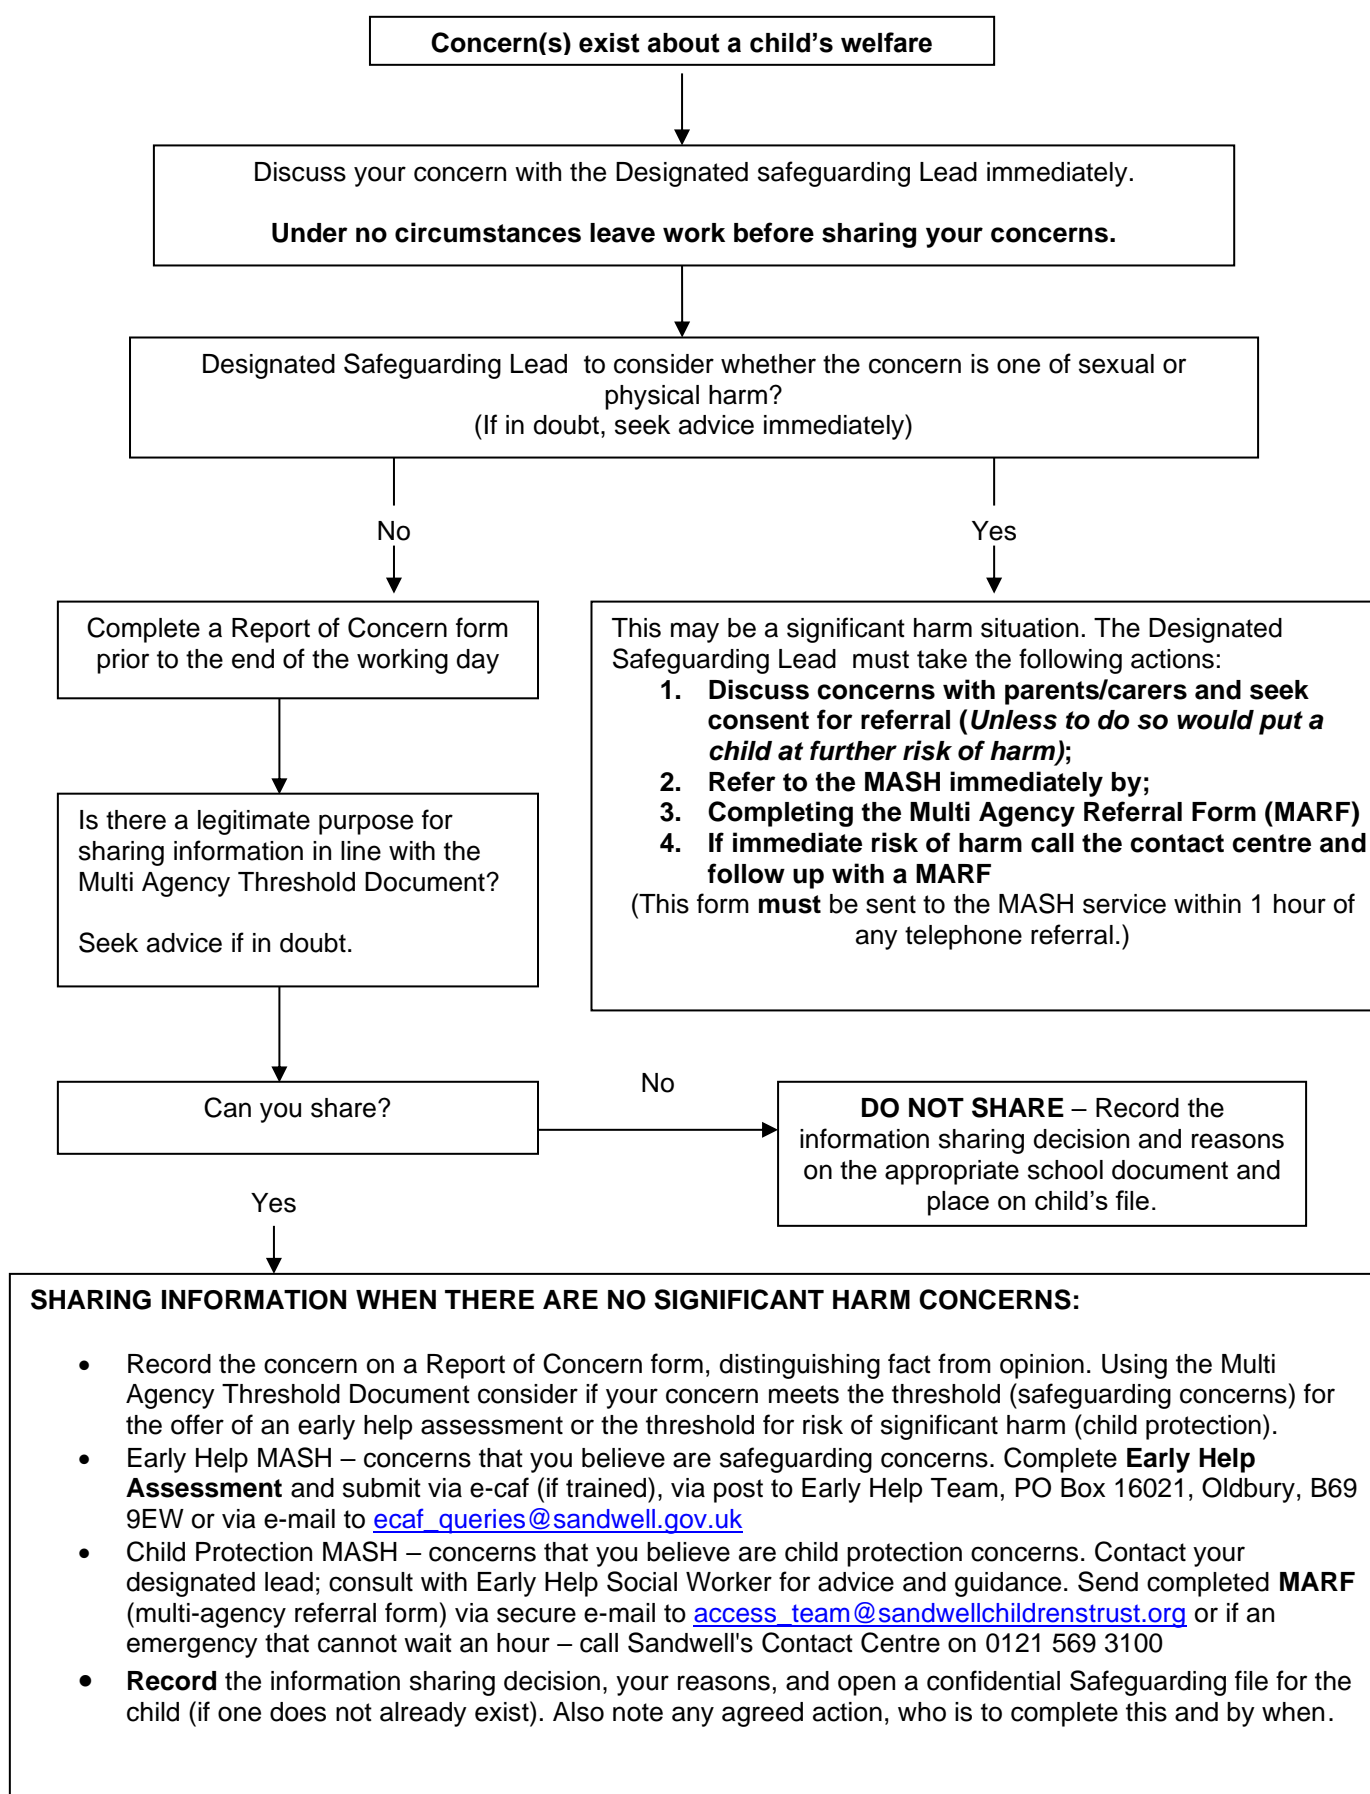 Concern(s) exist about a child's welfare
Discuss your concern with the Designated safeguarding Lead immediately.
Under no circumstances leave work before sharing your concerns.
Designated Safeguarding Lead  to consider whether the concern is one of sexual or
physical harm?
(If in doubt, seek advice immediately)
No
Yes
Complete a Report of Concern form
prior to the end of the working day
This may be a significant harm situation. The Designated
Safeguarding Lead  must take the following actions:
1. Discuss concerns with parents/carers and seek
consent for referral (Unless to do so would put a
child at further risk of harm);
2. Refer to the MASH immediately by;
3. Completing the Multi Agency Referral Form (MARF)
4. If immediate risk of harm call the contact centre and
follow up with a MARF
(This form must be sent to the MASH service within 1 hour of
any telephone referral.)
Is there a legitimate purpose for
sharing information in line with the
Multi Agency Threshold Document?
Seek advice if in doubt.
Can you share?
No
DO NOT SHARE – Record the
information sharing decision and reasons
on the appropriate school document and
place on child's file.
Yes
SHARING INFORMATION WHEN THERE ARE NO SIGNIFICANT HARM CONCERNS:
• Record the concern on a Report of Concern form, distinguishing fact from opinion. Using the Multi
Agency Threshold Document consider if your concern meets the threshold (safeguarding concerns) for
the offer of an early help assessment or the threshold for risk of significant harm (child protection).
• Early Help MASH – concerns that you believe are safeguarding concerns. Complete Early Help
Assessment and submit via e-caf (if trained), via post to Early Help Team, PO Box 16021, Oldbury, B69
9EW or via e-mail to ecaf_queries@sandwell.gov.uk
• Child Protection MASH – concerns that you believe are child protection concerns. Contact your
designated lead; consult with Early Help Social Worker for advice and guidance. Send completed MARF
(multi-agency referral form) via secure e-mail to access_team@sandwellchildrenstrust.org or if an
emergency that cannot wait an hour – call Sandwell's Contact Centre on 0121 569 3100
• Record the information sharing decision, your reasons, and open a confidential Safeguarding file for the
child (if one does not already exist). Also note any agreed action, who is to complete this and by when.